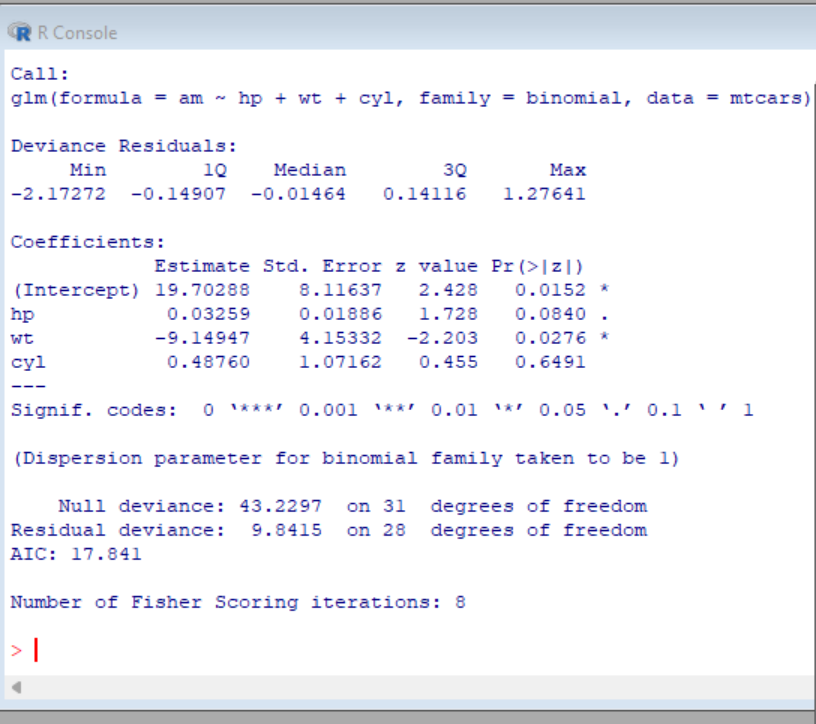 R Console
Call:
glm(formula = am ~ hp + wt + cyl, family = binomial, data = mtcars)
Deviance Residuals:
     Min        1Q    Median        3Q       Max
-2.17272  -0.14907  -0.01464   0.14116   1.27641
Coefficients:
            Estimate Std. Error z value Pr(>|z|)
(Intercept) 19.70288    8.11637   2.428   0.0152 *
hp           0.03259    0.01886   1.728   0.0840 .
wt          -9.14947    4.15332  -2.203   0.0276 *
cyl          0.48760    1.07162   0.455   0.6491
---
Signif. codes:  0 ‘***’ 0.001 ‘**’ 0.01 ‘*’ 0.05 ‘.’ 0.1 ‘ ’ 1
(Dispersion parameter for binomial family taken to be 1)
    Null deviance: 43.2297  on 31  degrees of freedom
Residual deviance:  9.8415  on 28  degrees of freedom
AIC: 17.841
Number of Fisher Scoring iterations: 8
>